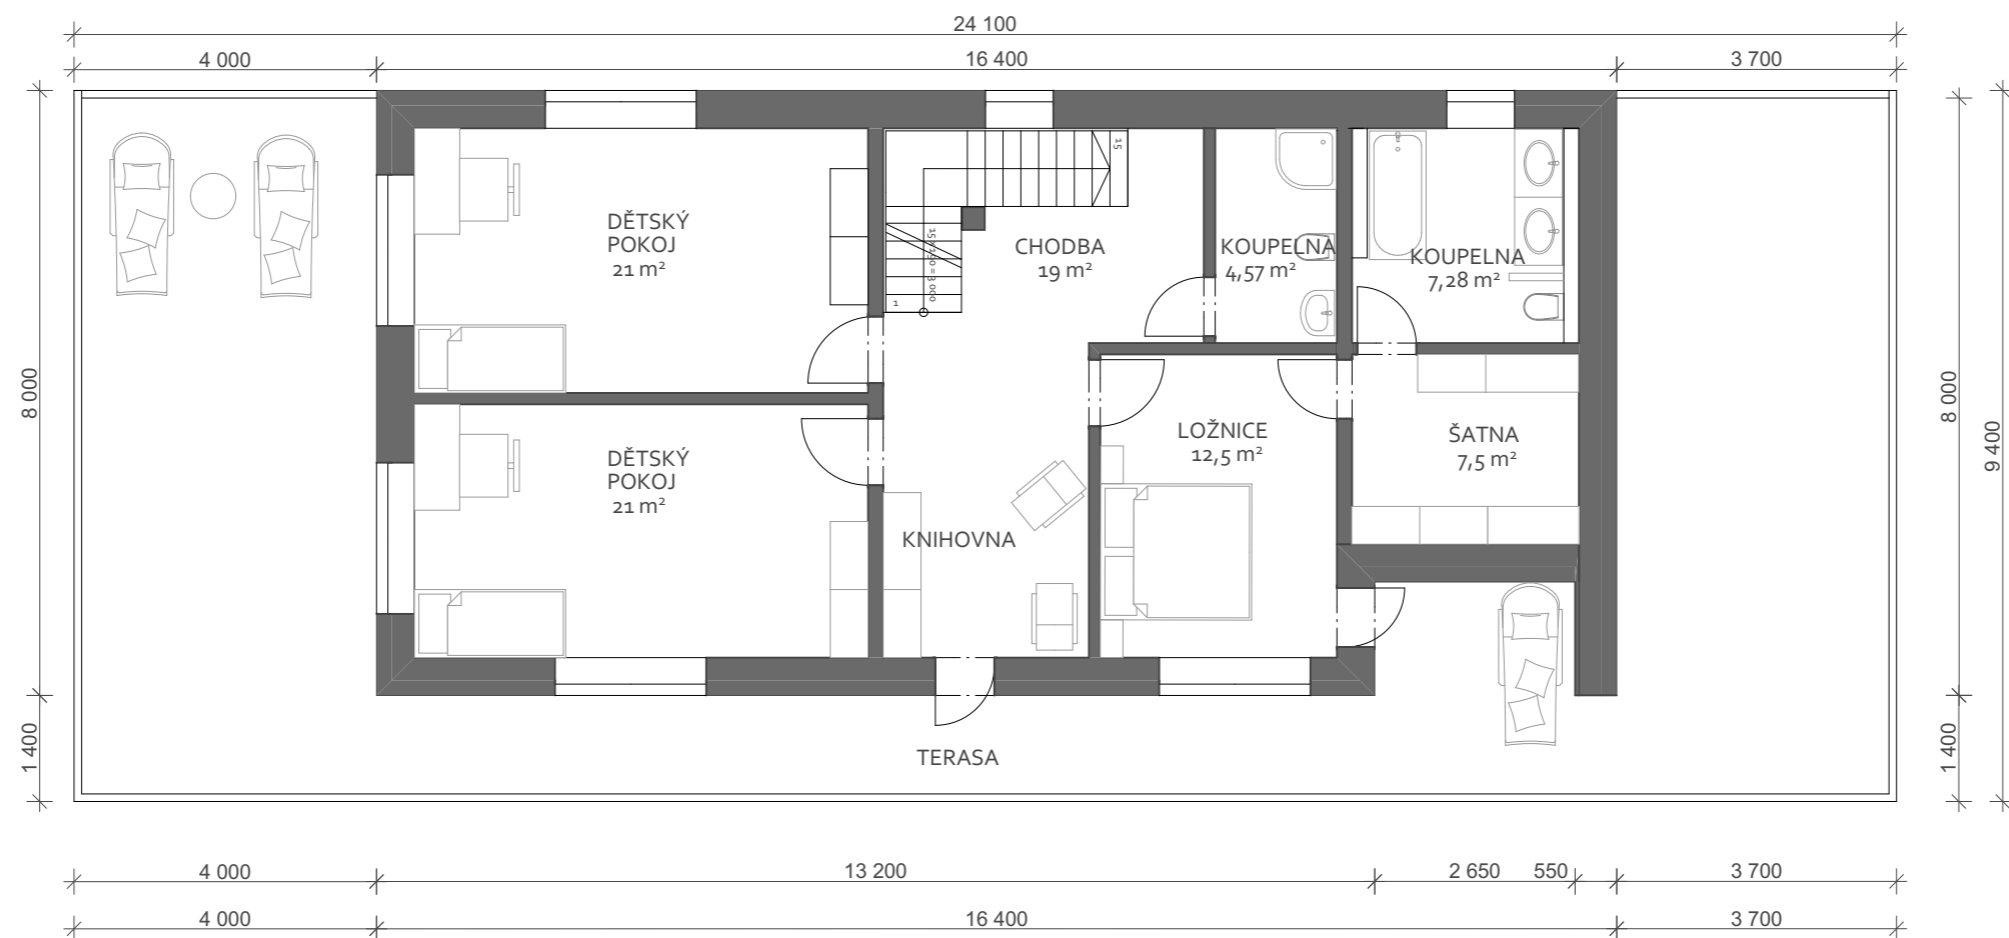 24 100
4 000
16 400
3 700
DĚTSKÝ
POKOJ
21 m²
CHODBA
19 m²
KOUPELNA
4,57 m²
KOUPELNA
7,28 m²
15
1
8 000
8 000
9 400
DĚTSKÝ
POKOJ
21 m²
LOŽNICE
12,5 m²
ŠATNA
7,5 m²
KNIHOVNA
TERASA
1 400
1 400
4 000
13 200
2 650
550
3 700
4 000
16 400
3 700